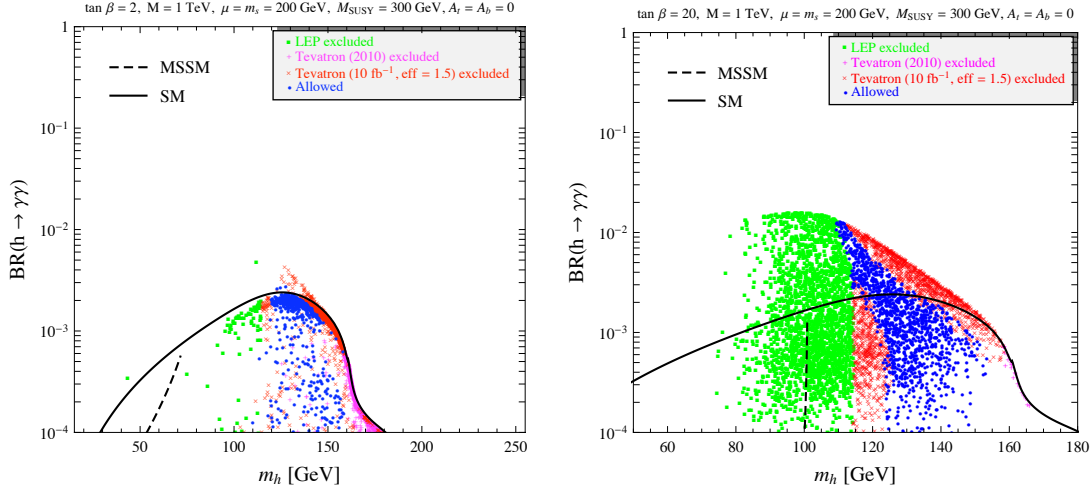 tan β = 2, M = 1 TeV, μ = m_s = 200 GeV, M_SUSY = 300 GeV, A_t = A_b = 0
LEP excluded
Tevatron (2010) excluded
Tevatron (10 fb⁻¹, eff = 1.5) excluded
Allowed
MSSM
SM
1
10⁻¹
10⁻²
10⁻³
10⁻⁴
BR(h → γγ)
50 100 150 200 250
m_h [GeV]
tan β = 20, M = 1 TeV, μ = m_s = 200 GeV, M_SUSY = 300 GeV, A_t = A_b = 0
LEP excluded
Tevatron (2010) excluded
Tevatron (10 fb⁻¹, eff = 1.5) excluded
Allowed
MSSM
SM
1
10⁻¹
10⁻²
10⁻³
10⁻⁴
BR(h → γγ)
60 80 100 120 140 160 180
m_h [GeV]